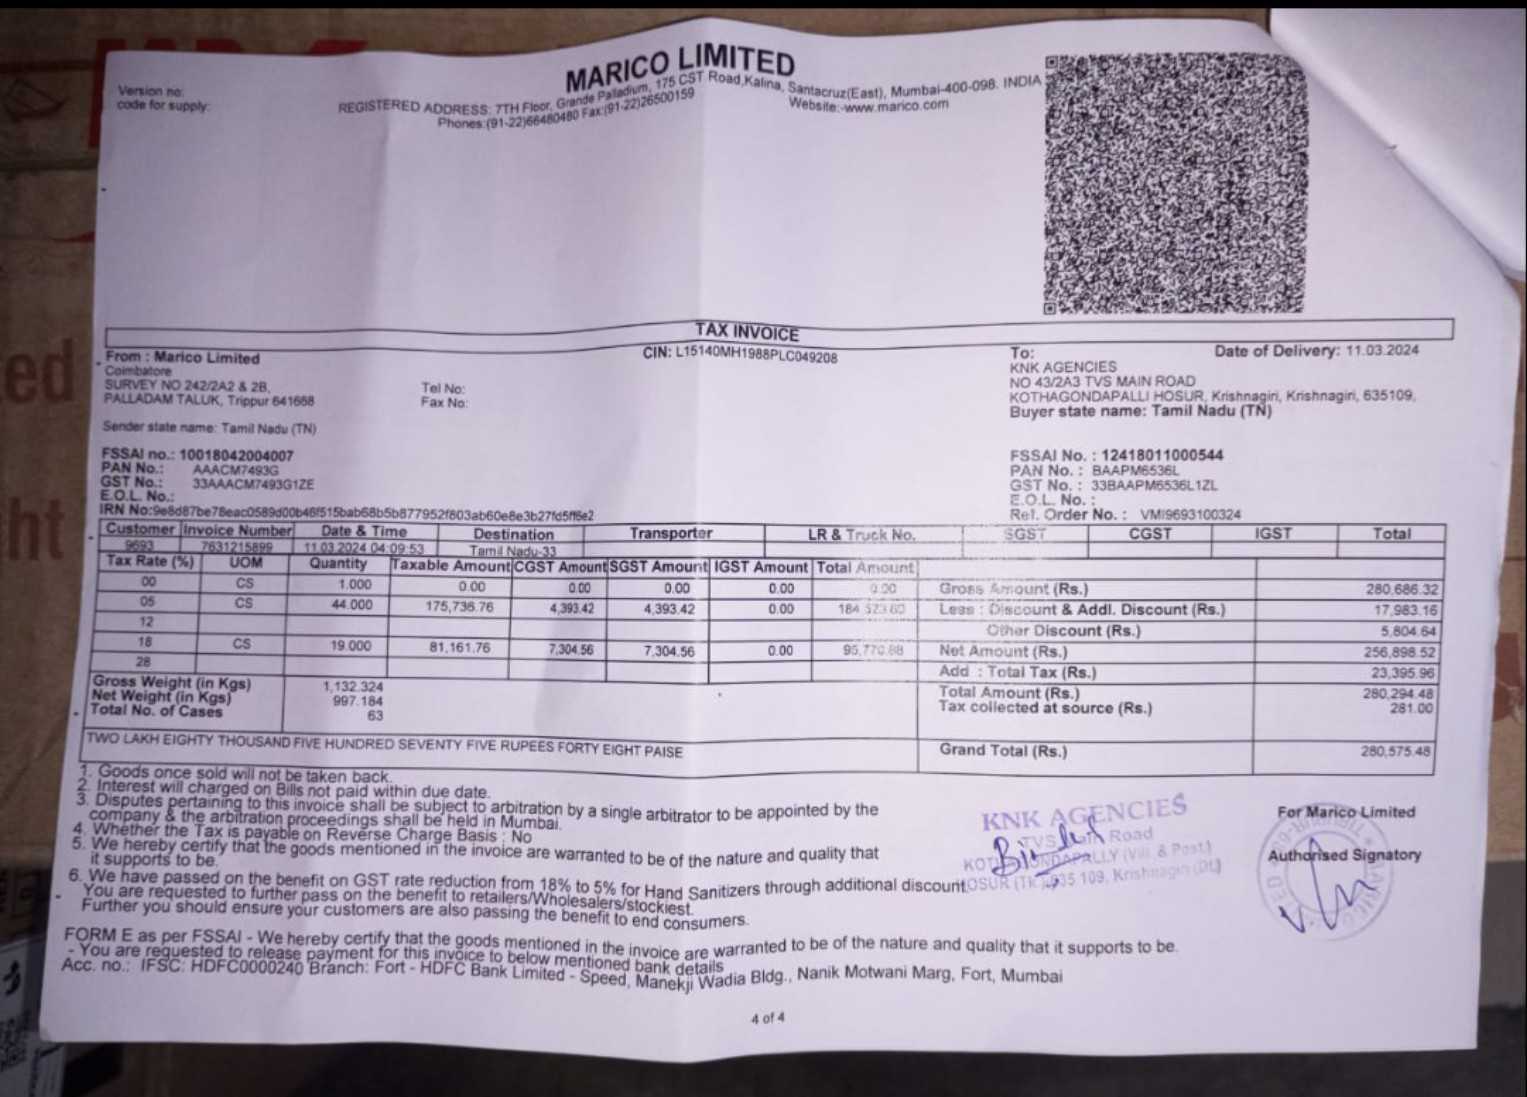 MARICO LIMITED
Version no:
code for supply:
REGISTERED ADDRESS: 7TH Floor, Grande Palladium, 175 CST Road,Kalina, Santacruz(East), Mumbai-400-098. INDIA
Phones:(91-22)66480480 Fax:(91-22)26500159 Website:-www.marico.com
TAX INVOICE
From : Marico Limited
Coimbatore
SURVEY NO 242/2A2 & 2B,
PALLADAM TALUK, Trippur 641668
Tel No:
Fax No:
CIN: L15140MH1988PLC049208
To: Date of Delivery: 11.03.2024
KNK AGENCIES
NO 43/2A3 TVS MAIN ROAD
KOTHAGONDAPALLI HOSUR, Krishnagiri, Krishnagiri, 635109,
Buyer state name: Tamil Nadu (TN)
Sender state name: Tamil Nadu (TN)
FSSAI no.: 10018042004007
PAN No.: AAACM7493G
GST No.: 33AAACM7493G1ZE
E.O.L. No.:
IRN No:
FSSAI No. : 12418011000544
PAN No. : BAAPM6536L
GST No. : 33BAAPM6536L1ZL
E.O.L. No. :
Ref. Order No. : VMI9693100324
Customer Invoice Number Date & Time Destination Transporter LR & Truck No. SGST CGST IGST Total
9693 7631215899 11.03.2024 04:09:53 Tamil Nadu-33
Tax Rate (%) UOM Quantity Taxable Amount CGST Amount SGST Amount IGST Amount Total Amount
00 CS 1.000 0.00 0.00 0.00 0.00 0.00 Gross Amount (Rs.) 280,686.32
05 CS 44.000 175,736.76 4,393.42 4,393.42 0.00 Less : Discount & Addl. Discount (Rs.) 17,983.16
12 Other Discount (Rs.) 5,804.64
18 CS 19.000 81,161.76 7,304.56 7,304.56 0.00 95,770.88 Net Amount (Rs.) 256,898.52
28 Add : Total Tax (Rs.) 23,395.96
Gross Weight (in Kgs) 1,132.324 Total Amount (Rs.) 280,294.48
Net Weight (in Kgs) 997.184 Tax collected at source (Rs.) 281.00
Total No. of Cases 63
TWO LAKH EIGHTY THOUSAND FIVE HUNDRED SEVENTY FIVE RUPEES FORTY EIGHT PAISE Grand Total (Rs.) 280,575.48
1. Goods once sold will not be taken back.
2. Interest will charged on Bills not paid within due date.
3. Disputes pertaining to this invoice shall be subject to arbitration by a single arbitrator to be appointed by the
company & the arbitration proceedings shall be held in Mumbai.
4. Whether the Tax is payable on Reverse Charge Basis : No
5. We hereby certify that the goods mentioned in the invoice are warranted to be of the nature and quality that
it supports to be.
6. We have passed on the benefit on GST rate reduction from 18% to 5% for Hand Sanitizers through additional discount.
You are requested to further pass on the benefit to retailers/Wholesalers/stockiest.
Further you should ensure your customers are also passing the benefit to end consumers.
KNK AGENCIES
TVS Road
(Vill. & Post)
HOSUR (TK) 635 109, Krishnagiri (Dt.)
For Marico Limited
Authorised Signatory
FORM E as per FSSAI - We hereby certify that the goods mentioned in the invoice are warranted to be of the nature and quality that it supports to be.
- You are requested to release payment for this invoice to below mentioned bank details
Acc. no.: IFSC: HDFC0000240 Branch: Fort - HDFC Bank Limited - Speed, Manekji Wadia Bldg., Nanik Motwani Marg, Fort, Mumbai
4 of 4